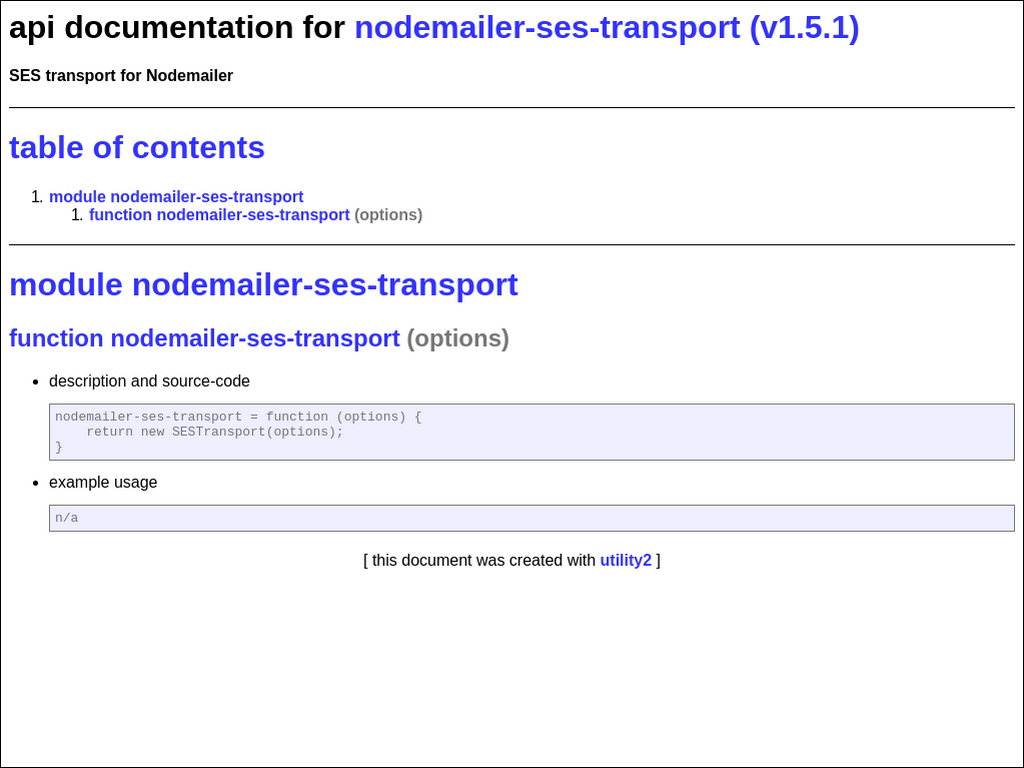 api documentation for nodemailer-ses-transport (v1.5.1)
SES transport for Nodemailer
table of contents
1. module nodemailer-ses-transport
1. function nodemailer-ses-transport (options)
module nodemailer-ses-transport
function nodemailer-ses-transport (options)
• description and source-code
nodemailer-ses-transport = function (options) {
    return new SESTransport(options);
}
• example usage
n/a
[ this document was created with utility2 ]